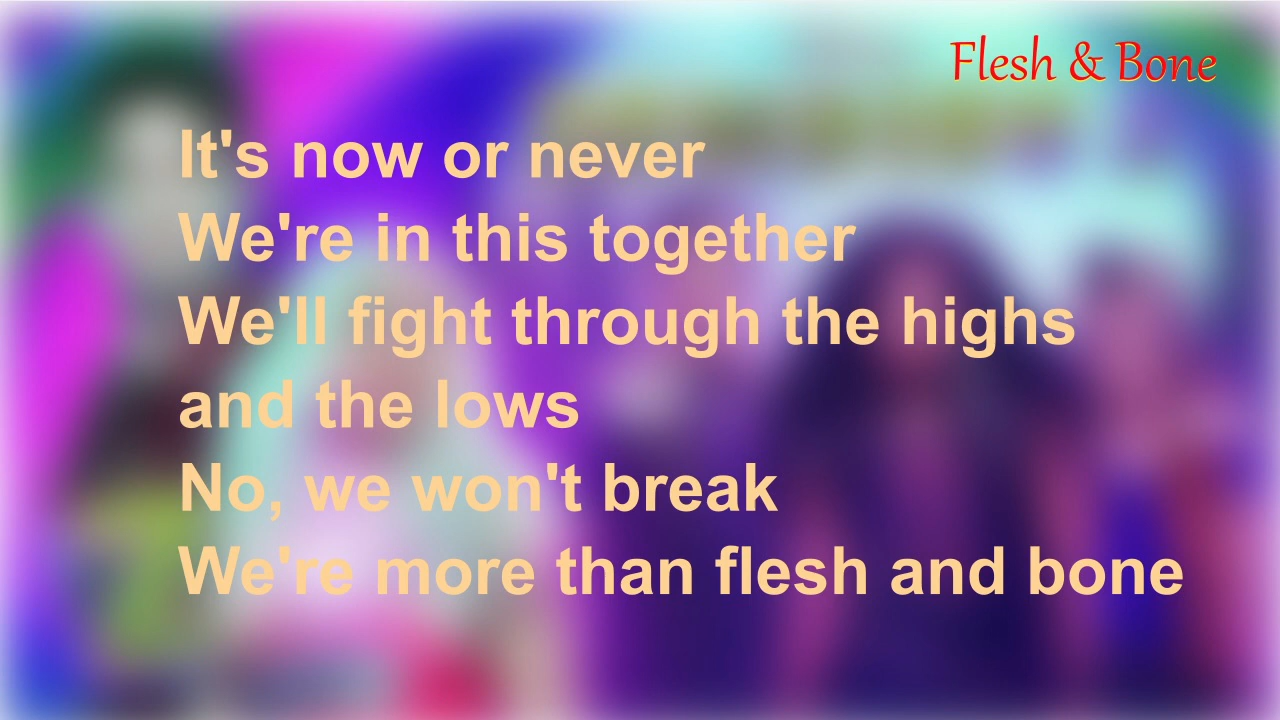 Flesh & Bone
It's now or never
We're in this together
We'll fight through the highs
and the lows
No, we won't break
We're more than flesh and bone